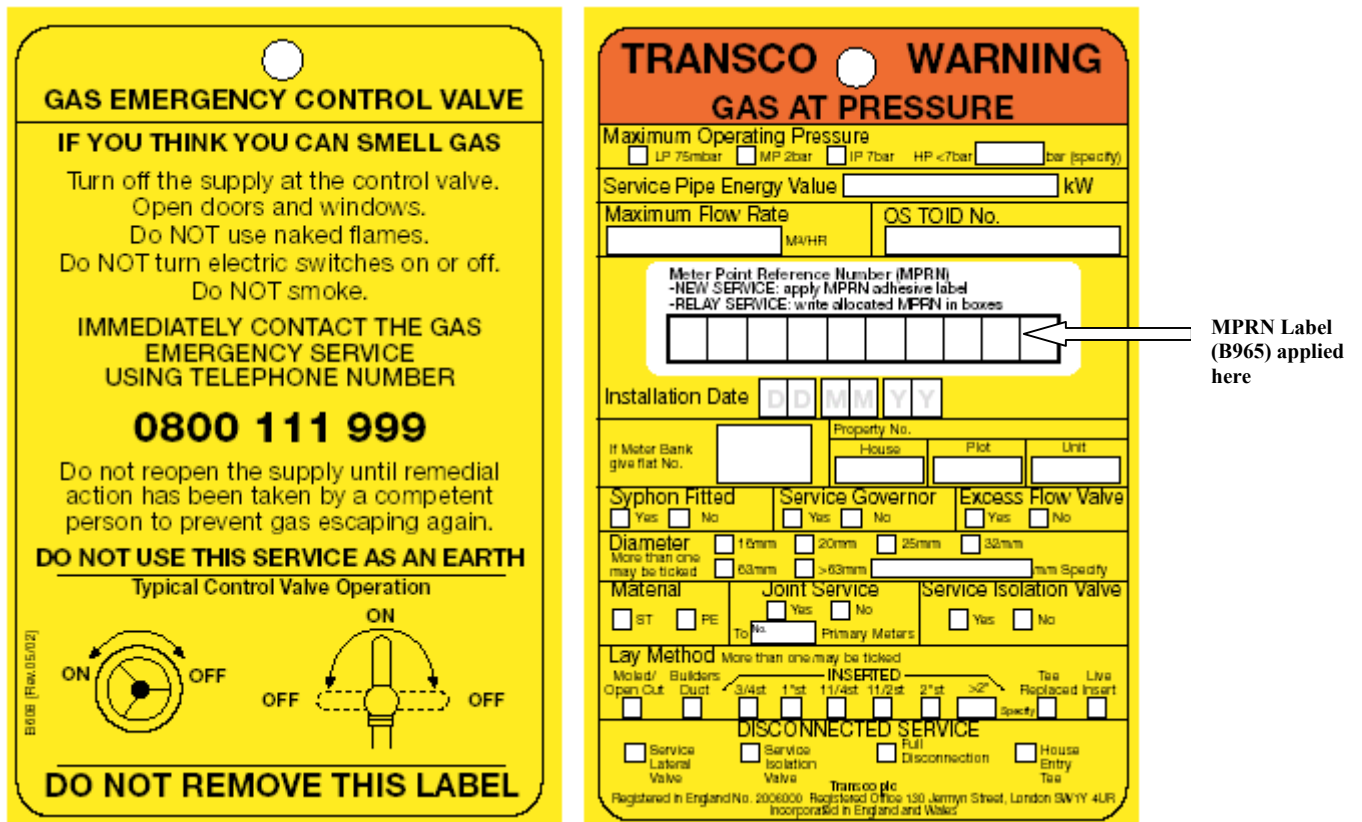 GAS EMERGENCY CONTROL VALVE
IF YOU THINK YOU CAN SMELL GAS
Turn off the supply at the control valve.
Open doors and windows.
Do NOT use naked flames.
Do NOT turn electric switches on or off.
Do NOT smoke.
IMMEDIATELY CONTACT THE GAS
EMERGENCY SERVICE
USING TELEPHONE NUMBER
0800 111 999
Do not reopen the supply until remedial
action has been taken by a competent
person to prevent gas escaping again.
DO NOT USE THIS SERVICE AS AN EARTH
Typical Control Valve Operation
ON
ON OFF
OFF OFF
B608 (Rev.05/02)
DO NOT REMOVE THIS LABEL
TRANSCO WARNING
GAS AT PRESSURE
Maximum Operating Pressure
LP 75mbar MP 2bar IP 7bar HP <7bar bar (specify)
Service Pipe Energy Value kW
Maximum Flow Rate OS TOID No.
M³/HR
Meter Point Reference Number (MPRN)
-NEW SERVICE: apply MPRN adhesive label
-RELAY SERVICE: write allocated MPRN in boxes
MPRN Label
(B965) applied
here
Installation Date DD MM YY
If Meter Bank
give flat No.
Property No.
House Plot Unit
Syphon Fitted Service Governor Excess Flow Valve
Yes No Yes No Yes No
Diameter 16mm 20mm 25mm 32mm
More than one
may be ticked 63mm >63mm mm Specify
Material Joint Service Service Isolation Valve
ST PE Yes No Yes No
To No. Primary Meters
Lay Method More than one may be ticked
Moled/ Builders INSERTED Tee Live
Open Cut Duct 3/4st 1"st 11/4st 11/2st 2"st >2" Replaced Insert
Specify
DISCONNECTED SERVICE
Service
Lateral
Valve
Service
Isolation
Valve
Full
Disconnection
House
Entry
Tee
Transco plc
Registered in England No. 2006000 Registered Office 130 Jermyn Street, London SW1Y 4UR
Incorporated in England and Wales